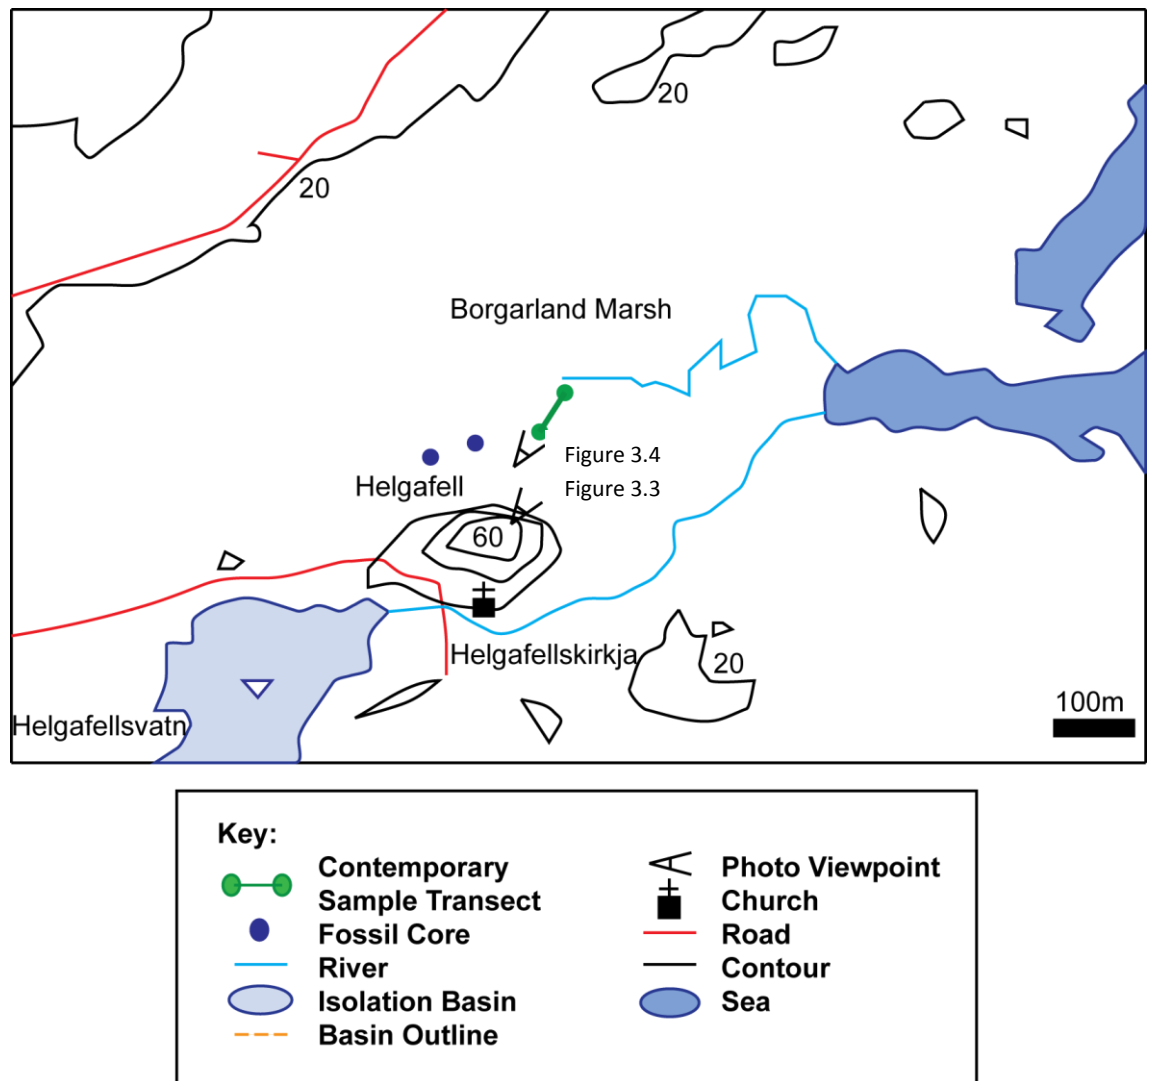 20
20
Borgarland Marsh
Figure 3.4
Helgafell
Figure 3.3
60
Helgafellskirkja
20
100m
Helgafellsvatn
Key:
Contemporary
Sample Transect
Fossil Core
River
Isolation Basin
Basin Outline
Photo Viewpoint
Church
Road
Contour
Sea